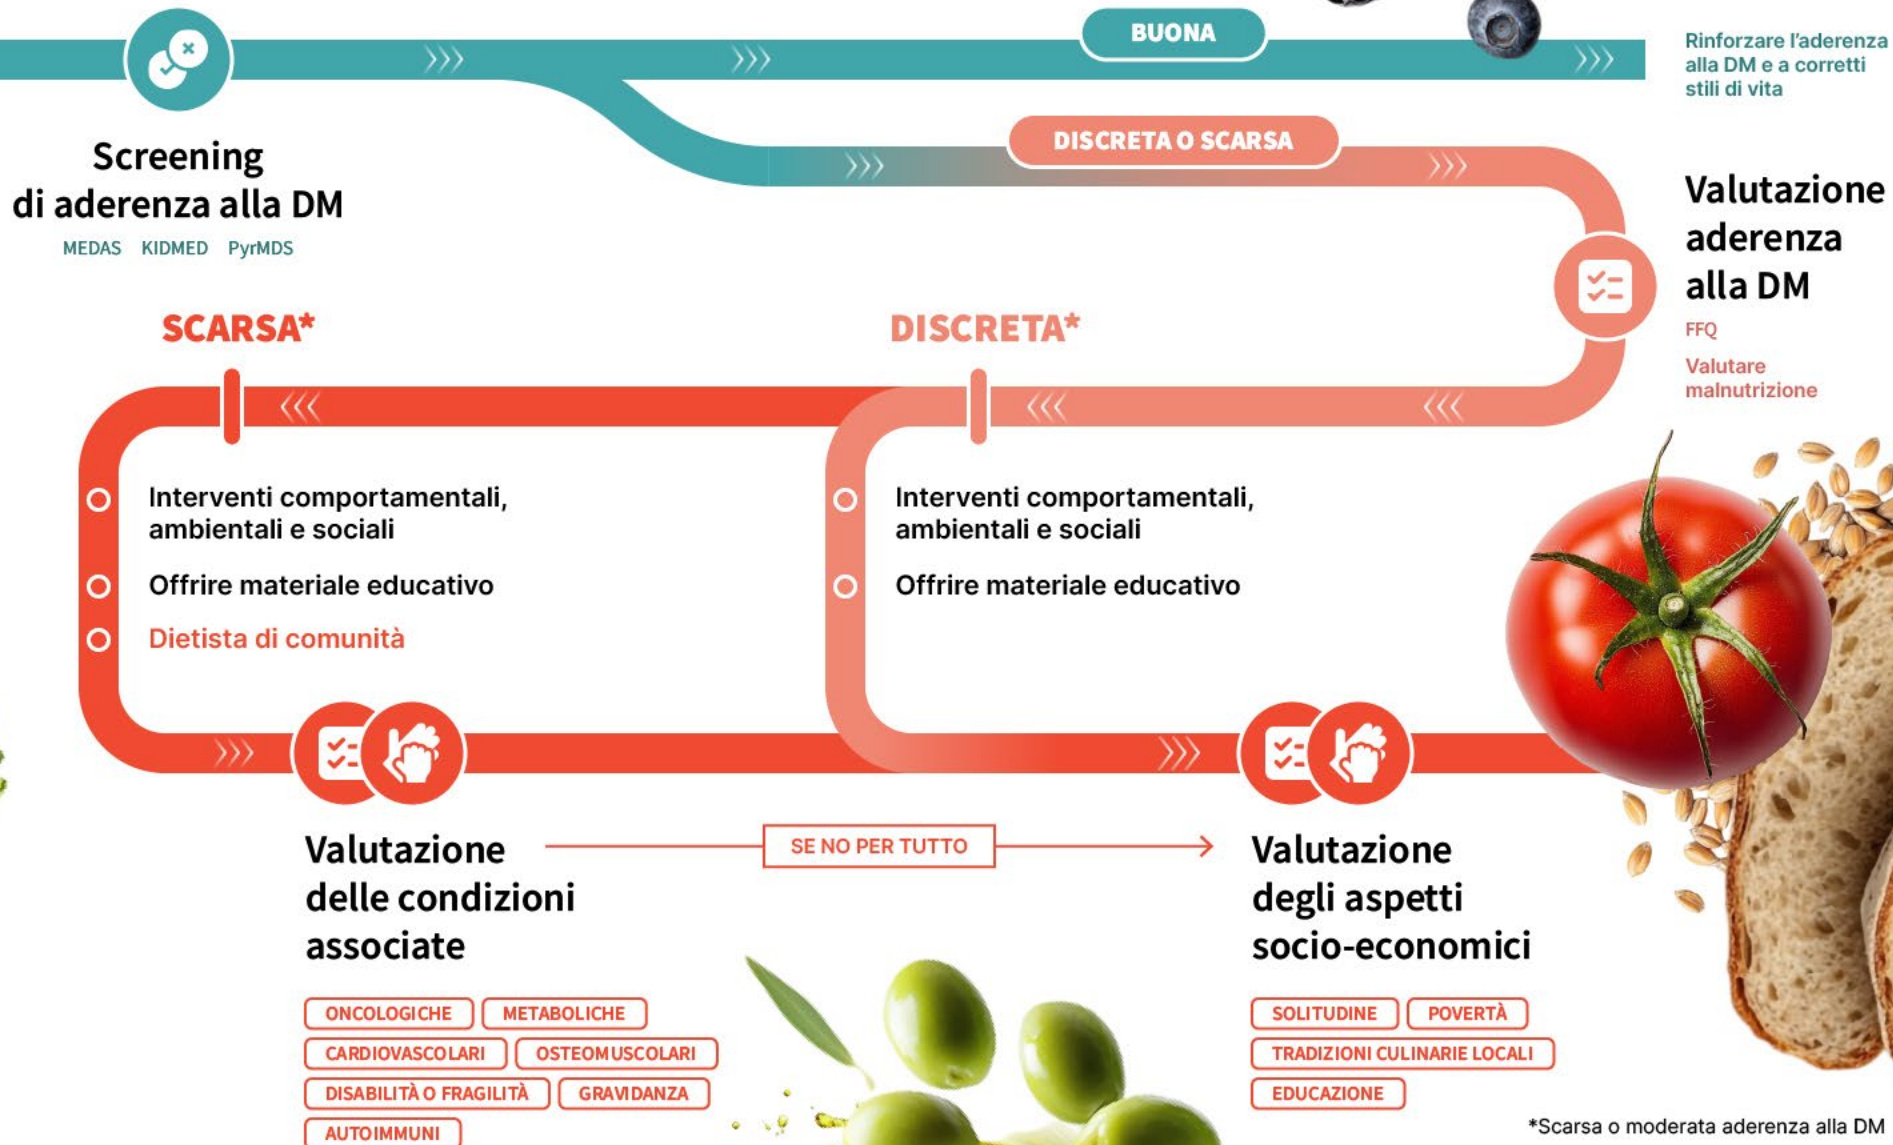 BUONA
Rinforzare l'aderenza
alla DM e a corretti
stili di vita
DISCRETA O SCARSA
Screening
di aderenza alla DM
MEDAS KIDMED PyrMDS
Valutazione
aderenza
alla DM
FFQ
Valutare
malnutrizione
SCARSA*
DISCRETA*
Interventi comportamentali,
ambientali e sociali
Offrire materiale educativo
Dietista di comunità
Interventi comportamentali,
ambientali e sociali
Offrire materiale educativo
Valutazione
delle condizioni
associate
SE NO PER TUTTO
Valutazione
degli aspetti
socio-economici
ONCOLOGICHE METABOLICHE
CARDIOVASCOLARI OSTEOMUSCOLARI
DISABILITÀ O FRAGILITÀ GRAVIDANZA
AUTOIMMUNI
SOLITUDINE POVERTÀ
TRADIZIONI CULINARIE LOCALI
EDUCAZIONE
*Scarsa o moderata aderenza alla DM